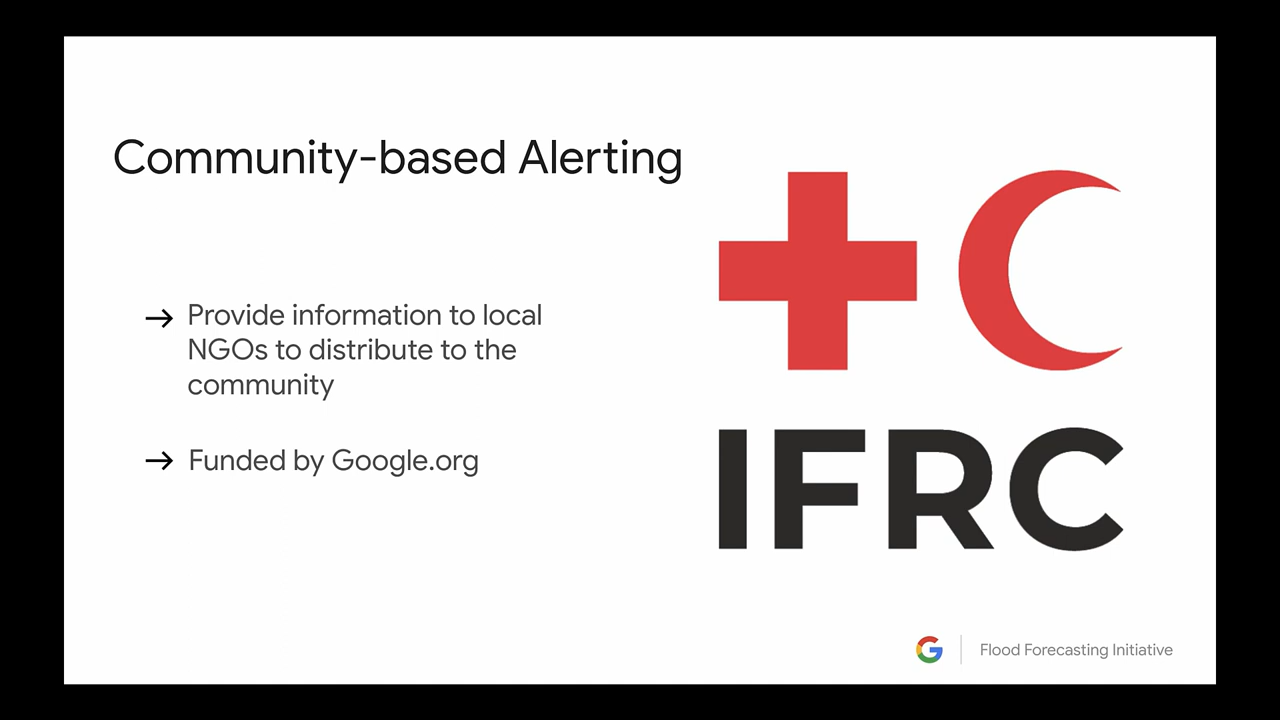 Community-based Alerting
→ Provide information to local
NGOs to distribute to the
community
→ Funded by Google.org
IFRC
G | Flood Forecasting Initiative